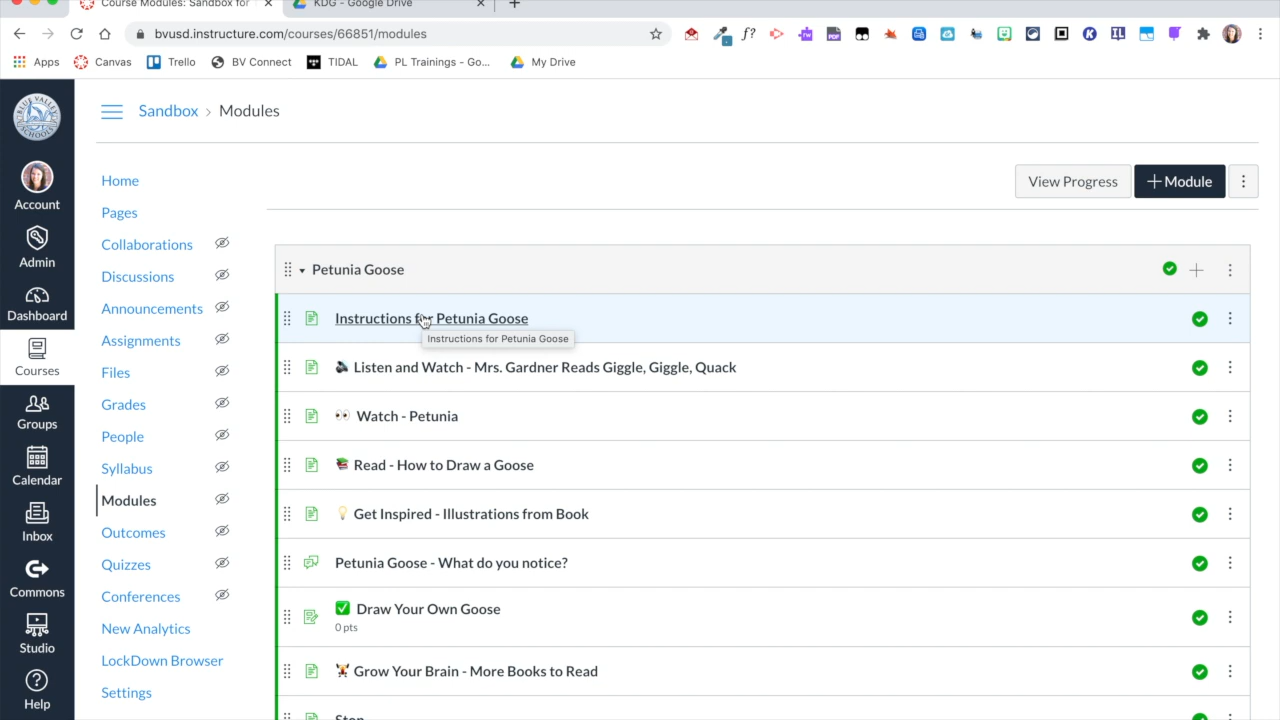 Course Modules: Sandbox for
KDG - Google Drive
bvusd.instructure.com/courses/66851/modules
Apps
Canvas
Trello
BV Connect
TIDAL
PL Trainings - Go...
My Drive
BLUE VALLEY SCHOOLS
Sandbox › Modules
Account
Admin
Dashboard
Courses
Groups
Calendar
Inbox
Commons
Studio
Help
Home
Pages
Collaborations
Discussions
Announcements
Assignments
Files
Grades
People
Syllabus
Modules
Outcomes
Quizzes
Conferences
New Analytics
LockDown Browser
Settings
View Progress
+ Module
Petunia Goose
Instructions for Petunia Goose
Instructions for Petunia Goose
Listen and Watch - Mrs. Gardner Reads Giggle, Giggle, Quack
Watch - Petunia
Read - How to Draw a Goose
Get Inspired - Illustrations from Book
Petunia Goose - What do you notice?
Draw Your Own Goose
0 pts
Grow Your Brain - More Books to Read
Stop